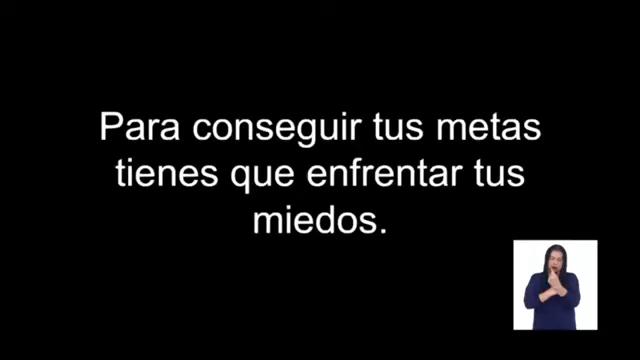 Para conseguir tus metas
tienes que enfrentar tus
miedos.